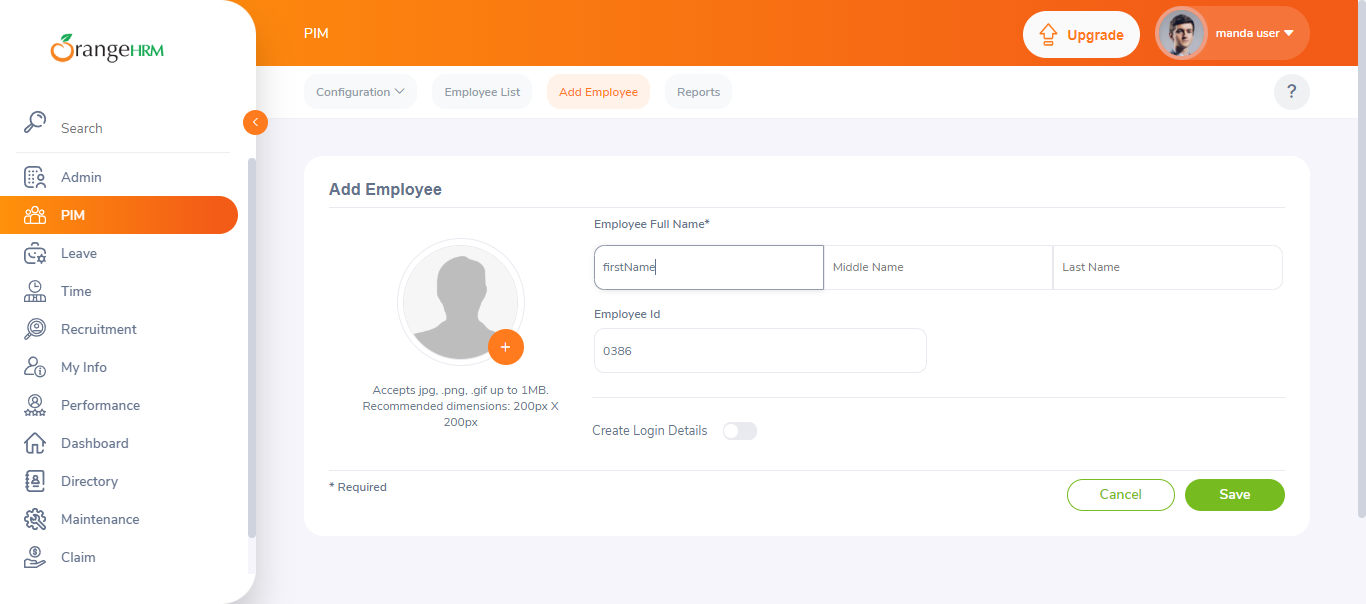 OrangeHRM
Search
Admin
PIM
Leave
Time
Recruitment
My Info
Performance
Dashboard
Directory
Maintenance
Claim
PIM
Upgrade
manda user
Configuration
Employee List
Add Employee
Reports
?
Add Employee
Accepts jpg, .png, .gif up to 1MB.
Recommended dimensions: 200px X
200px
Employee Full Name*
firstName
Middle Name
Last Name
Employee Id
0386
Create Login Details
* Required
Cancel
Save